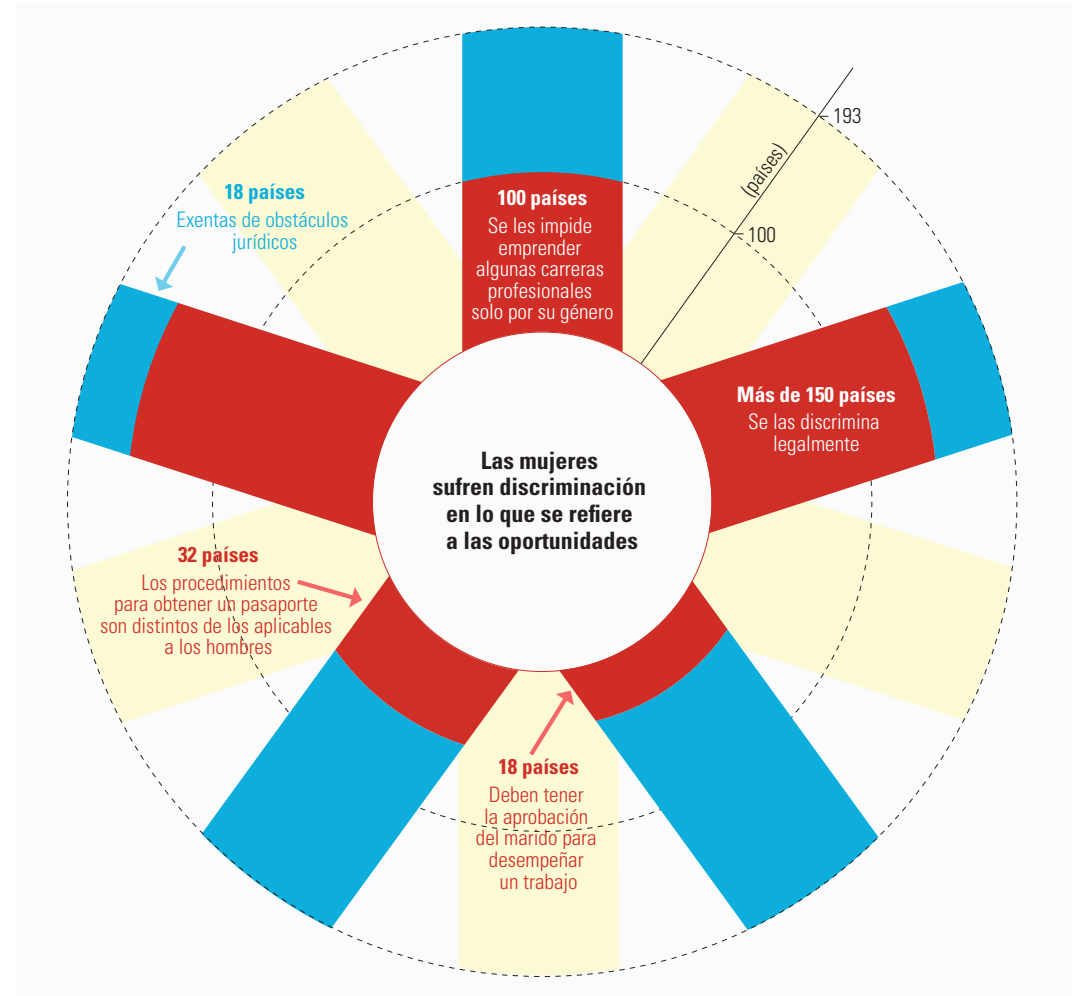 193
(países)
100
18 países
Exentas de obstáculos
jurídicos
100 países
Se les impide
emprender
algunas carreras
profesionales
solo por su género
Más de 150 países
Se las discrimina
legalmente
Las mujeres
sufren discriminación
en lo que se refiere
a las oportunidades
32 países
Los procedimientos
para obtener un pasaporte
son distintos de los aplicables
a los hombres
18 países
Deben tener
la aprobación
del marido para
desempeñar
un trabajo